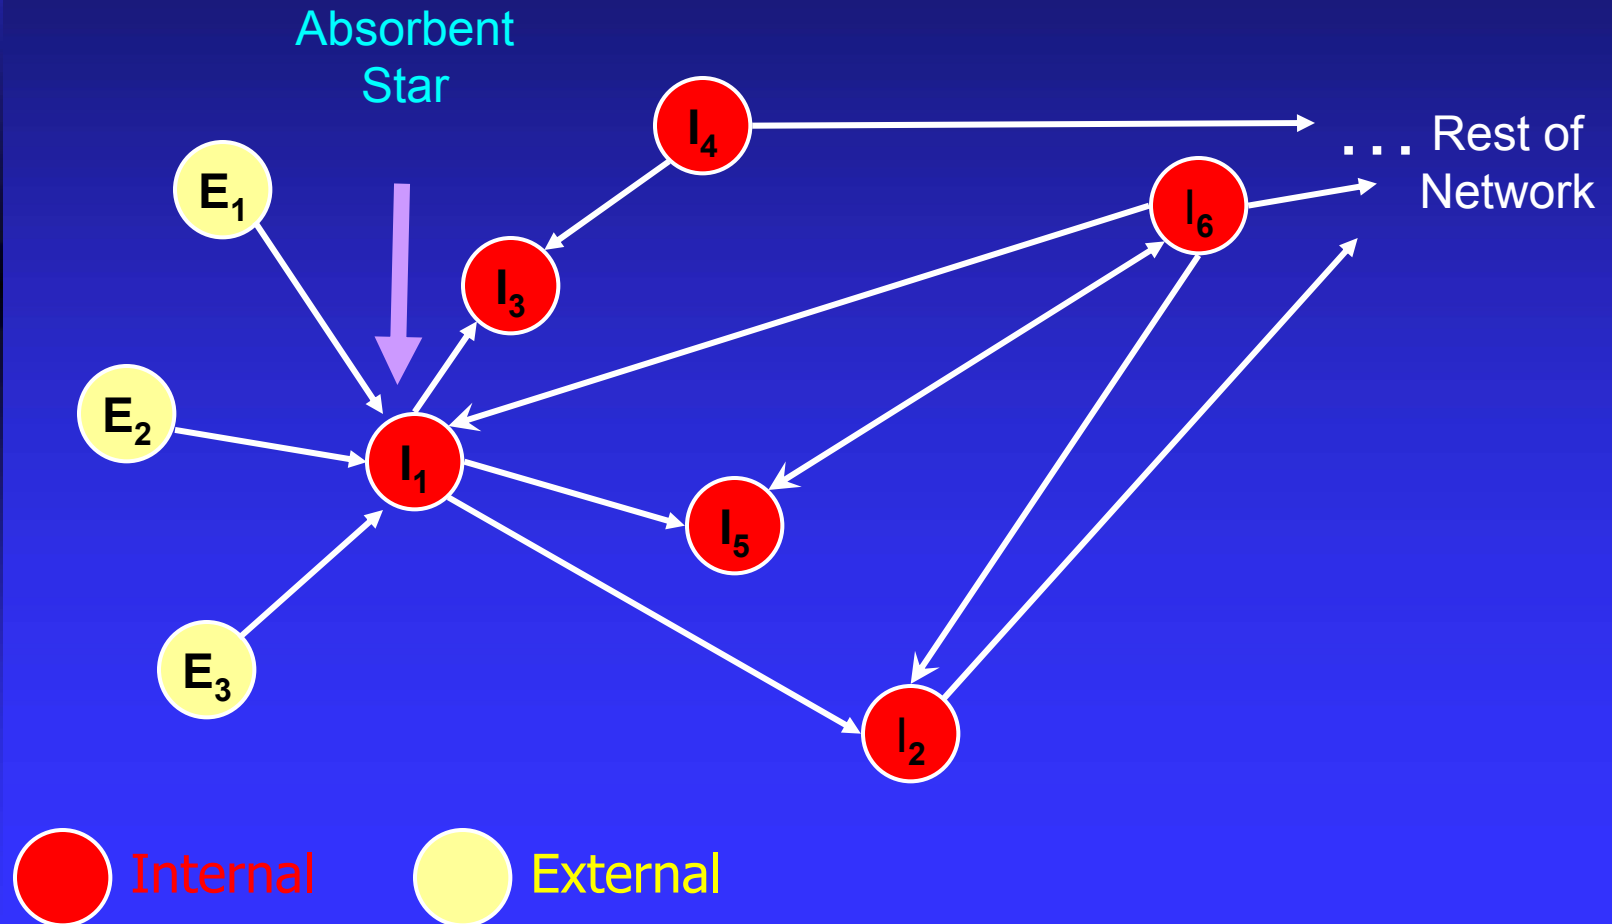 Absorbent
Star
I₄
... Rest of
Network
E₁
I₆
I₃
E₂
I₁
I₅
E₃
I₂
Internal
External